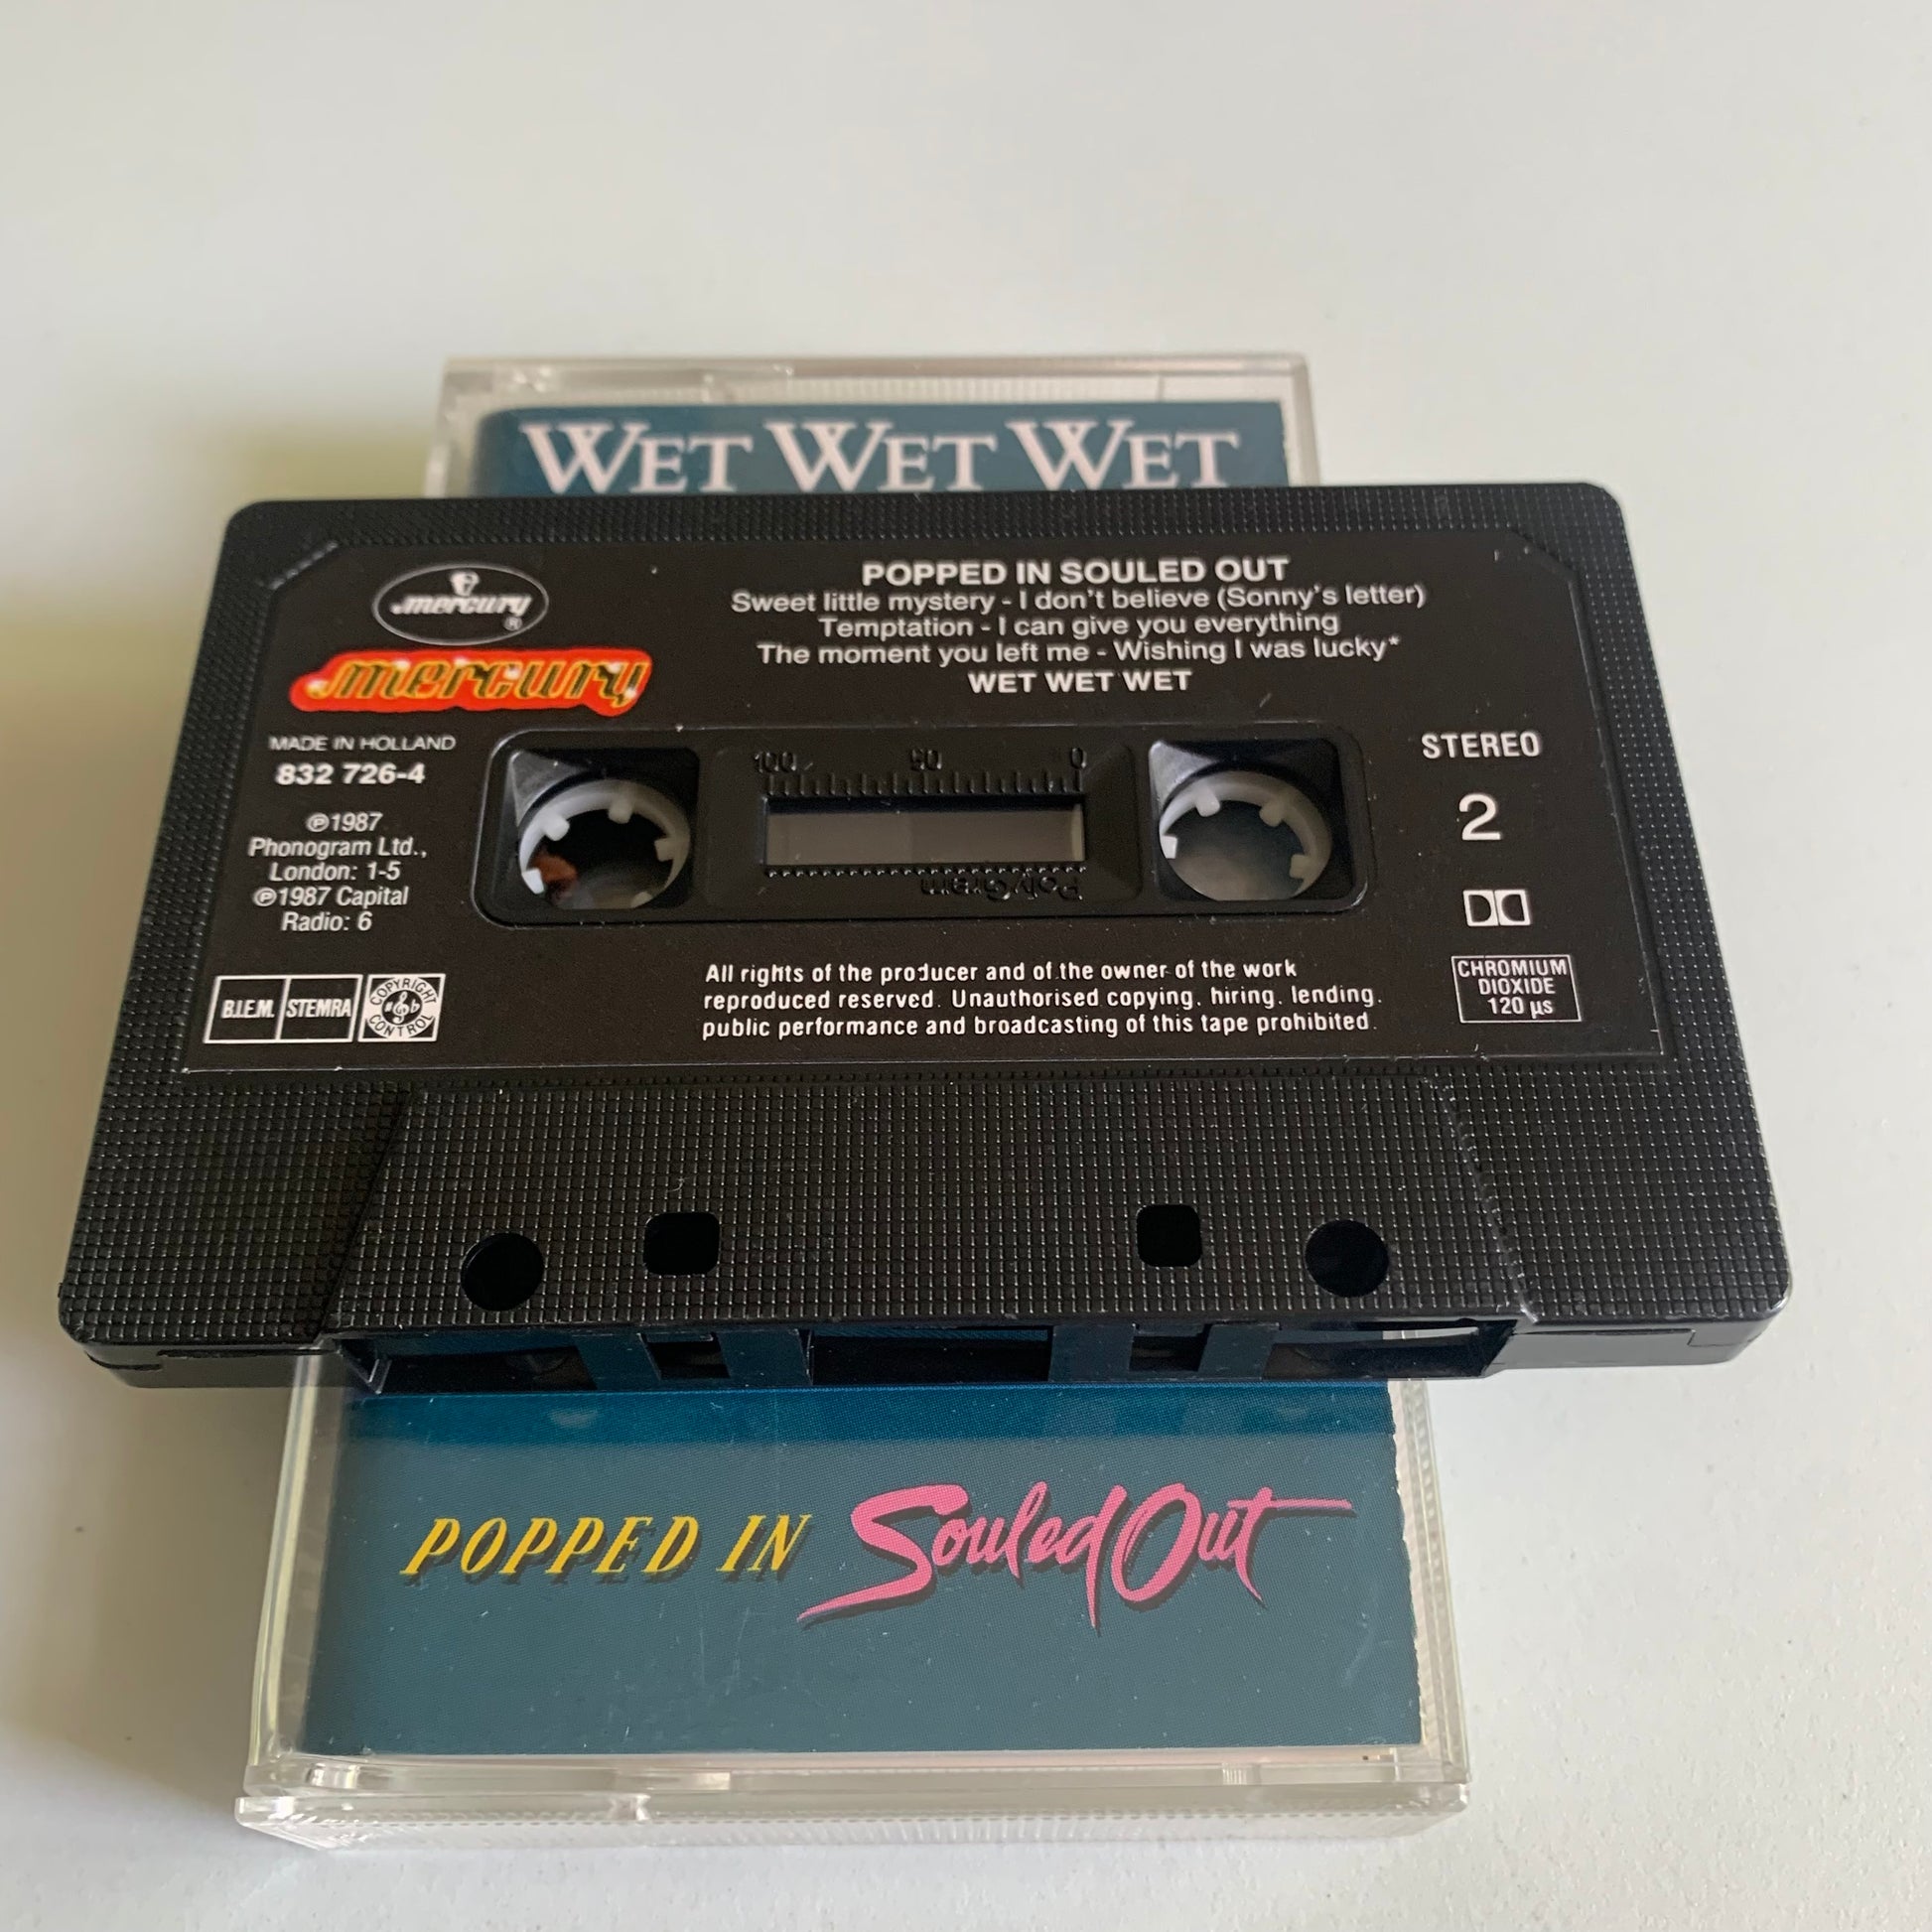 WET WET WET
mercury
®
mercury
POPPED IN SOULED OUT
Sweet little mystery - I don't believe (Sonny's letter)
Temptation - I can give you everything
The moment you left me - Wishing I was lucky*
WET WET WET
MADE IN HOLLAND
832 726-4
℗1987
Phonogram Ltd.,
London: 1-5
℗1987 Capital
Radio: 6
100 50 0
PolyGram
STEREO
2
B.I.E.M. STEMRA
COPYRIGHT CONTROL
All rights of the producer and of the owner of the work
reproduced reserved. Unauthorised copying, hiring, lending,
public performance and broadcasting of this tape prohibited.
CHROMIUM
DIOXIDE
120 µs
POPPED IN Souled Out